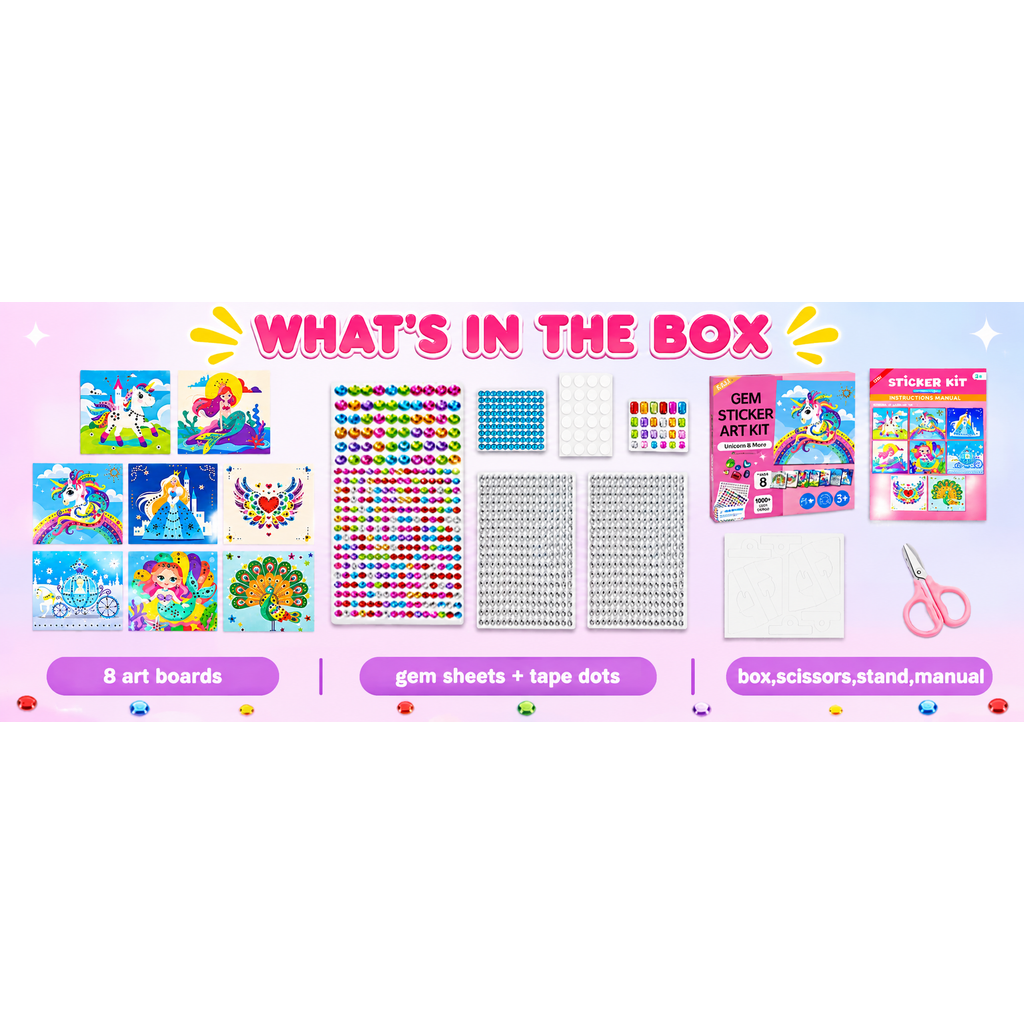 WHAT'S IN THE BOX
GEM
STICKER
ART KIT
Unicorn & More
8
1000+
3+
STICKER KIT
INSTRUCTIONS MANUAL
3+
8 art boards
gem sheets + tape dots
box,scissors,stand,manual